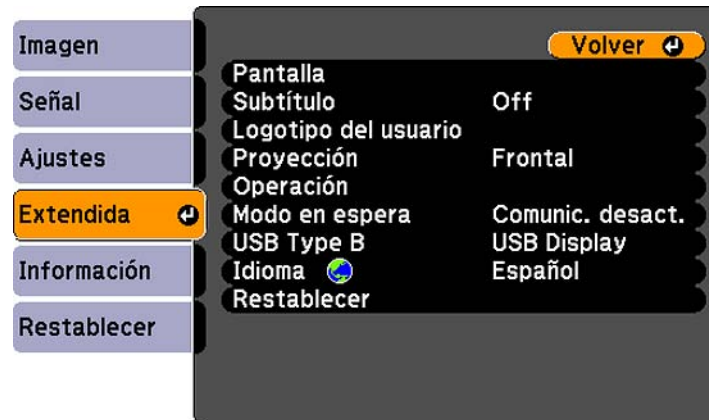 Imagen
Señal
Ajustes
Extendida
Información
Restablecer
Volver
Pantalla
Subtítulo Off
Logotipo del usuario
Proyección Frontal
Operación
Modo en espera Comunic. desact.
USB Type B USB Display
Idioma Español
Restablecer